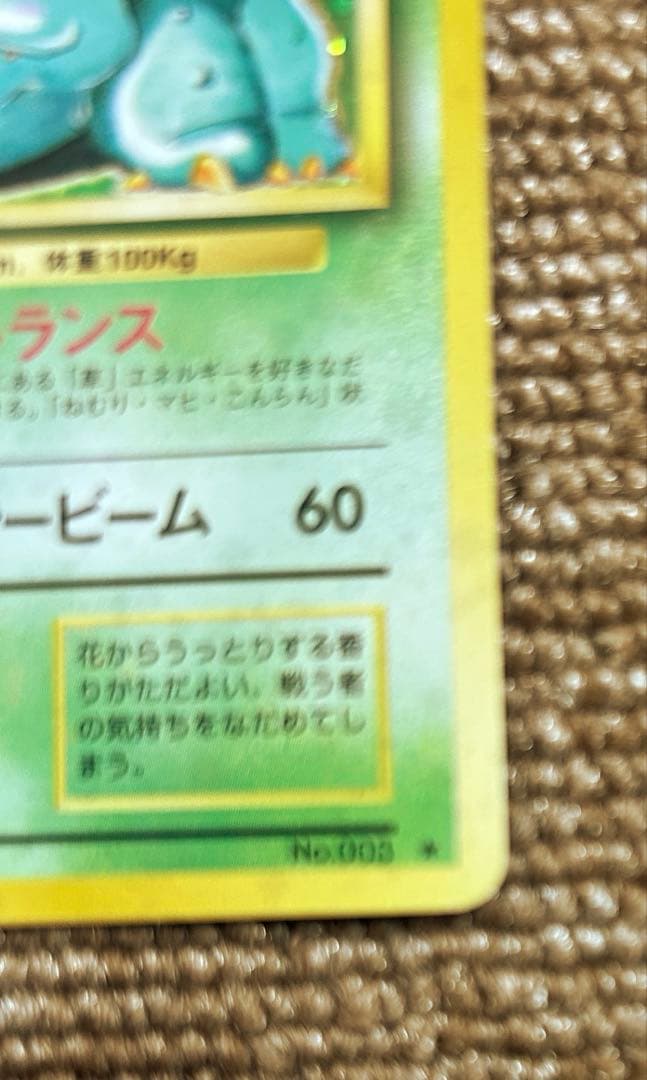 m、体重100Kg
トランス
にある「草」エネルギーを好きなだ
る。「ねむり・マヒ・こんらん」状
ービーム 60
花からうっとりする香
りがただよい、戦う者
の気持ちをなだめてし
まう。
No.003 ★